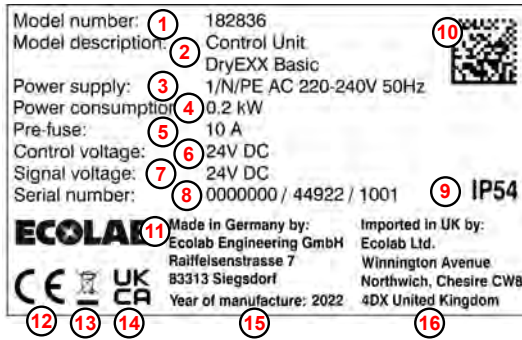 Model number: 1 182836
Model description: 2 Control Unit
DryEXX Basic
Power supply: 3 1/N/PE AC 220-240V 50Hz
Power consumption 4 0.2 kW
Pre-fuse: 5 10 A
Control voltage: 6 24V DC
Signal voltage: 7 24V DC
Serial number: 8 0000000 / 44922 / 1001
10
9 IP54
ECOLAB 11
Made in Germany by:
Ecolab Engineering GmbH
Raiffeisenstrasse 7
83313 Siegsdorf
Year of manufacture: 2022
Imported in UK by:
Ecolab Ltd.
Winnington Avenue
Northwich, Chesire CW8
4DX United Kingdom
CE UK
CA
12 13 14 15 16